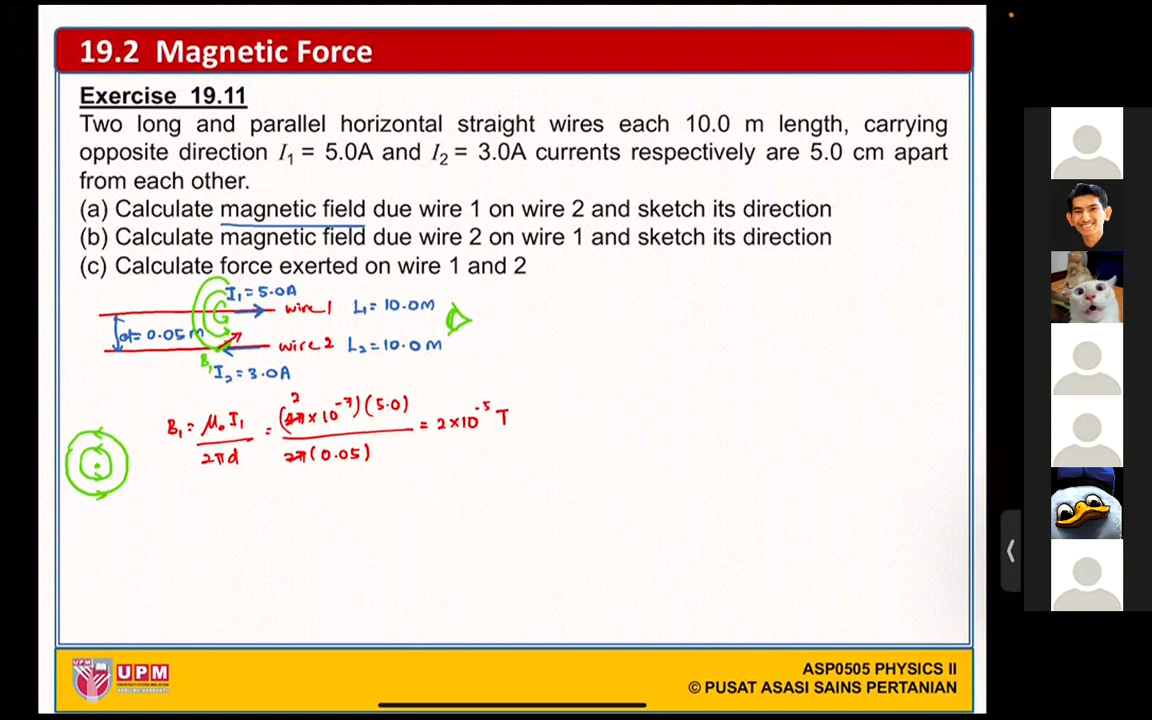 19.2 Magnetic Force
Exercise 19.11
Two long and parallel horizontal straight wires each 10.0 m length, carrying
opposite direction I₁ = 5.0A and I₂ = 3.0A currents respectively are 5.0 cm apart
from each other.
(a) Calculate magnetic field due wire 1 on wire 2 and sketch its direction
(b) Calculate magnetic field due wire 2 on wire 1 and sketch its direction
(c) Calculate force exerted on wire 1 and 2
I₁ = 5.0A
wire 1 L₁ = 10.0m
d = 0.05m
wire 2 L₂ = 10.0m
B₁
I₂ = 3.0A
B₁ = μ₀I₁ / 2πd = (4π × 10⁻⁷)(5.0) / 2π(0.05) = 2×10⁻⁵ T
2
UPM
UPM
ASP0505 PHYSICS II
© PUSAT ASASI SAINS PERTANIAN